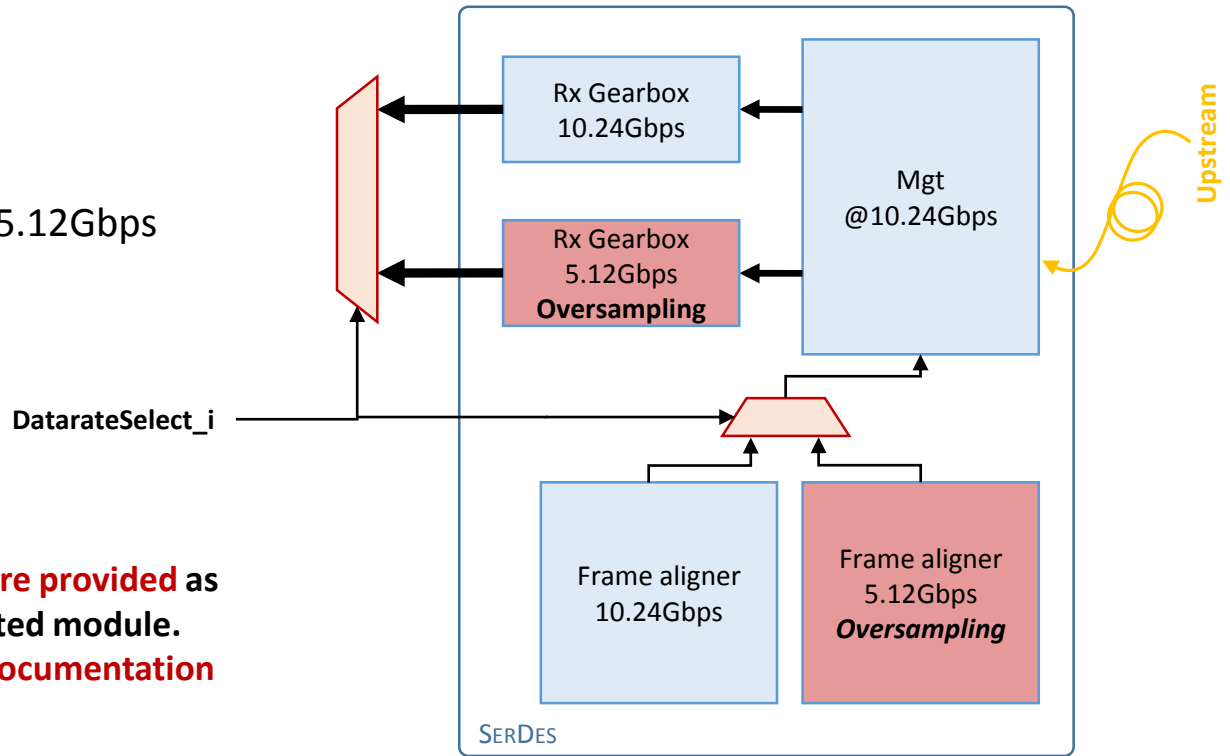 5.12Gbps
DatarateSelect_i
re provided as
ted module.
ocumentation
Rx Gearbox
10.24Gbps
Rx Gearbox
5.12Gbps
Oversampling
Mgt
@10.24Gbps
Upstream
Frame aligner
10.24Gbps
Frame aligner
5.12Gbps
Oversampling
SERDES